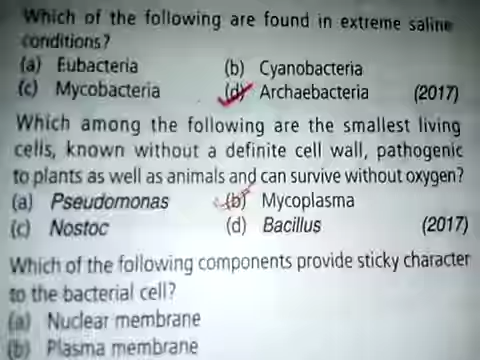 Which of the following are found in extreme saline
conditions?
(a) Eubacteria (b) Cyanobacteria
(c) Mycobacteria (d) Archaebacteria (2017)
Which among the following are the smallest living
cells, known without a definite cell wall, pathogenic
to plants as well as animals and can survive without oxygen?
(a) Pseudomonas (b) Mycoplasma
(c) Nostoc (d) Bacillus (2017)
Which of the following components provide sticky character
to the bacterial cell?
(a) Nuclear membrane
(b) Plasma membrane